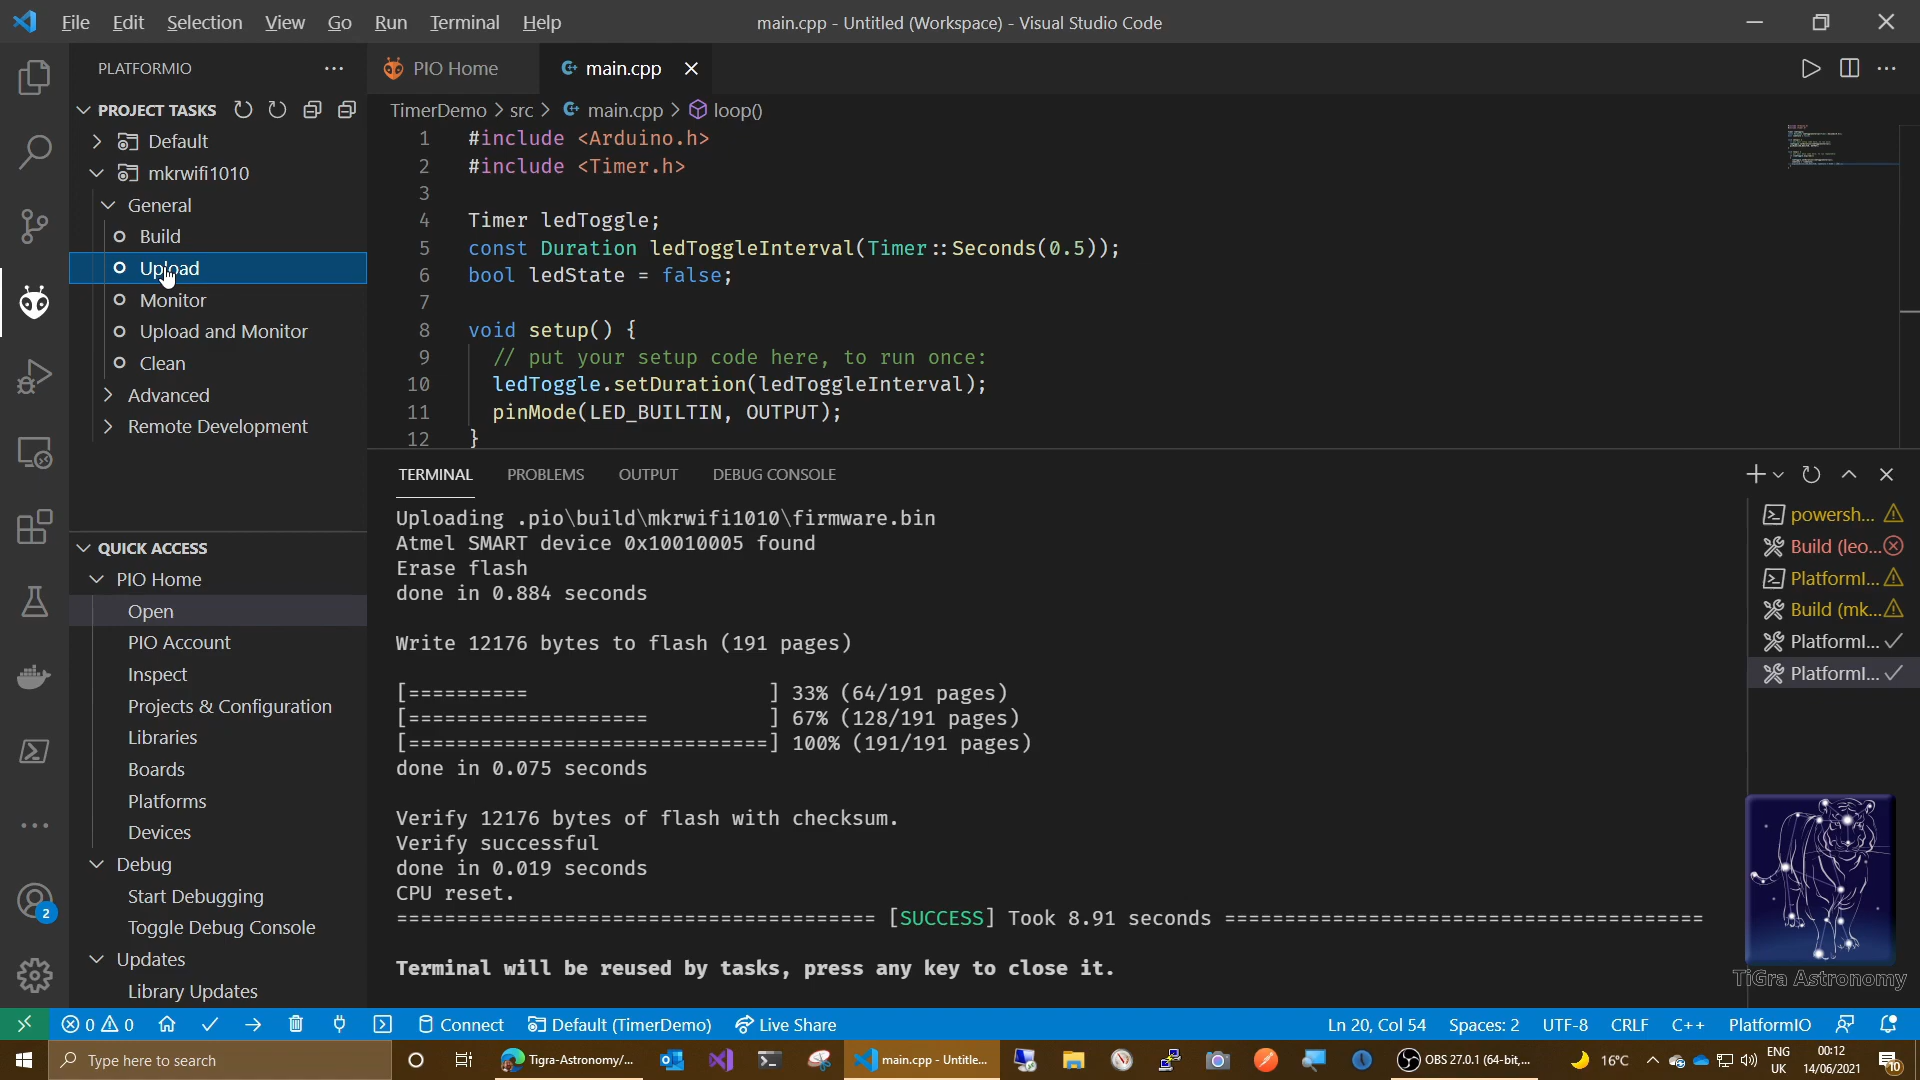 File Edit Selection View Go Run Terminal Help
main.cpp - Untitled (Workspace) - Visual Studio Code
PLATFORMIO
PROJECT TASKS
Default
mkrwifi1010
General
Build
Upload
Monitor
Upload and Monitor
Clean
Advanced
Remote Development
QUICK ACCESS
PIO Home
Open
PIO Account
Inspect
Projects & Configuration
Libraries
Boards
Platforms
Devices
Debug
Start Debugging
Toggle Debug Console
Updates
Library Updates
PIO Home
main.cpp
TimerDemo > src > main.cpp > loop()
1 #include <Arduino.h>
2 #include <Timer.h>
3
4 Timer ledToggle;
5 const Duration ledToggleInterval(Timer::Seconds(0.5));
6 bool ledState = false;
7
8 void setup() {
9 // put your setup code here, to run once:
10 ledToggle.setDuration(ledToggleInterval);
11 pinMode(LED_BUILTIN, OUTPUT);
12 }
TERMINAL PROBLEMS OUTPUT DEBUG CONSOLE
Uploading .pio\build\mkrwifi1010\firmware.bin
Atmel SMART device 0x10010005 found
Erase flash
done in 0.884 seconds
Write 12176 bytes to flash (191 pages)
[==========                    ] 33% (64/191 pages)
[====================          ] 67% (128/191 pages)
[==============================] 100% (191/191 pages)
done in 0.075 seconds
Verify 12176 bytes of flash with checksum.
Verify successful
done in 0.019 seconds
CPU reset.
======================================== [SUCCESS] Took 8.91 seconds ========================================
Terminal will be reused by tasks, press any key to close it.
powersh...
Build (leo...
PlatformI...
Build (mk...
PlatformI...
PlatformI...
TiGra Astronomy
2
0 0 Connect Default (TimerDemo) Live Share
Ln 20, Col 54 Spaces: 2 UTF-8 CRLF C++ PlatformIO
Type here to search
Tigra-Astronomy/...
main.cpp - Untitle...
OBS 27.0.1 (64-bit,...
16°C
ENG
UK
00:12
14/06/2021
10